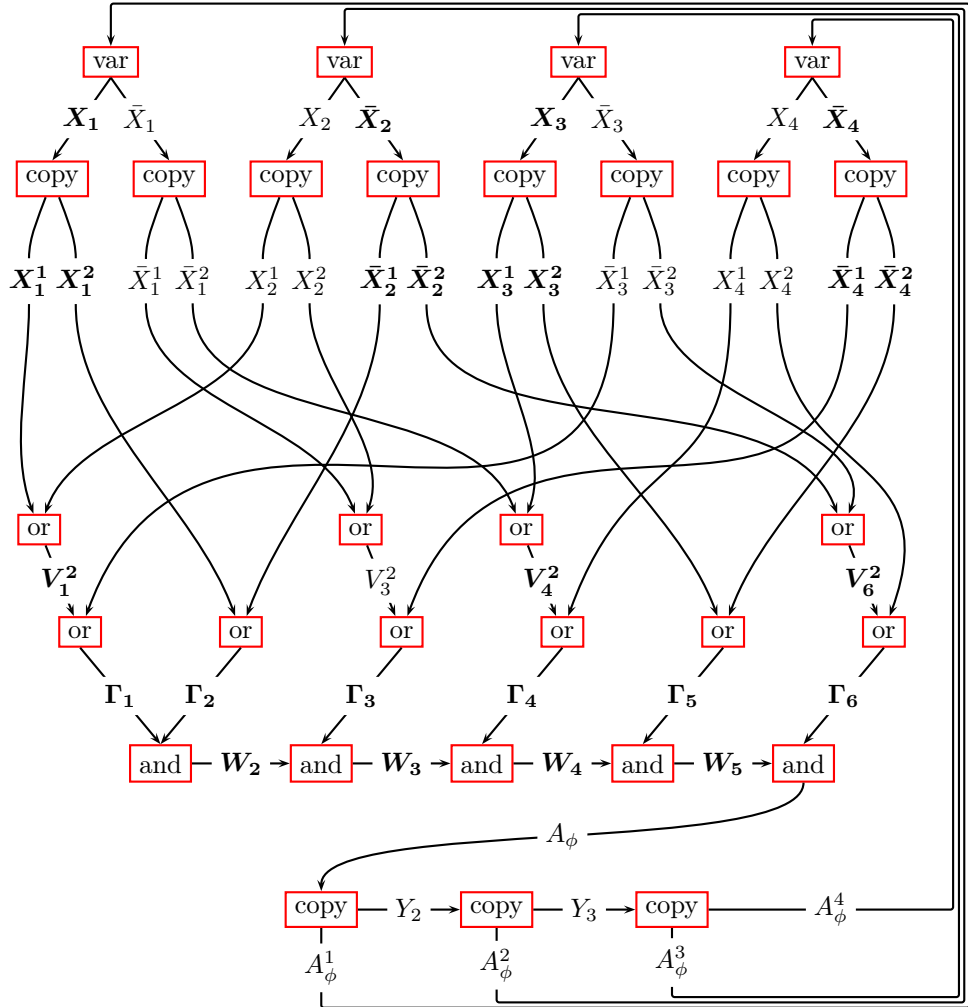 var var var var
𝑿₁ X̄₁ X₂ 𝑿̄₂ 𝑿₃ X̄₃ X₄ 𝑿̄₄
copy copy copy copy copy copy copy copy
𝑿₁¹ 𝑿₁² X̄₁¹ X̄₁² X₂¹ X₂² 𝑿̄₂¹ 𝑿̄₂² 𝑿₃¹ 𝑿₃² X̄₃¹ X̄₃² X₄¹ X₄² 𝑿̄₄¹ 𝑿̄₄²
or or or or
𝑽₁² V₃² 𝑽₄² 𝑽₆²
or or or or or or
Γ₁ Γ₂ Γ₃ Γ₄ Γ₅ Γ₆
and W₂ and W₃ and W₄ and W₅ and
A_ϕ
copy Y₂ copy Y₃ copy A_ϕ⁴
A_ϕ¹ A_ϕ² A_ϕ³